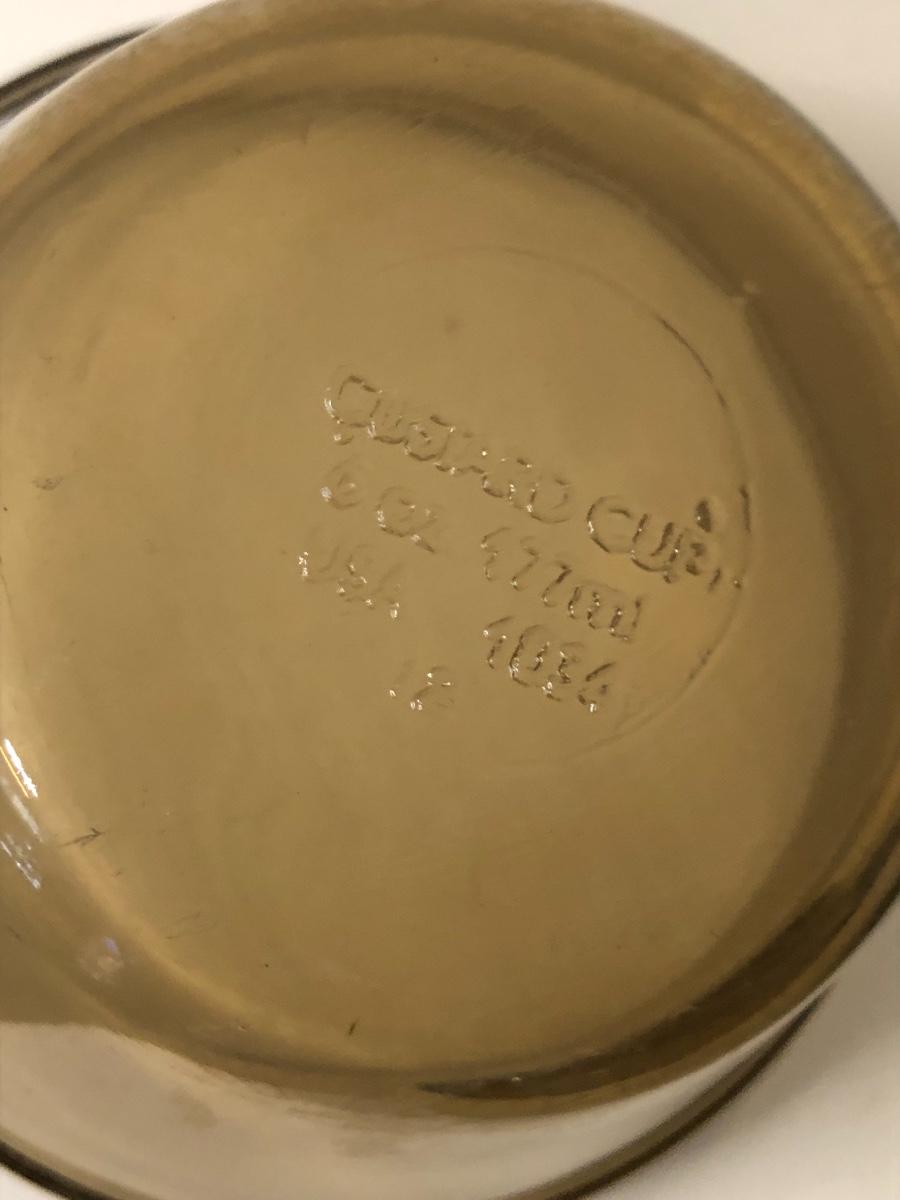 CUSTARD CUP
6 OZ 177ml
USA 1034
12